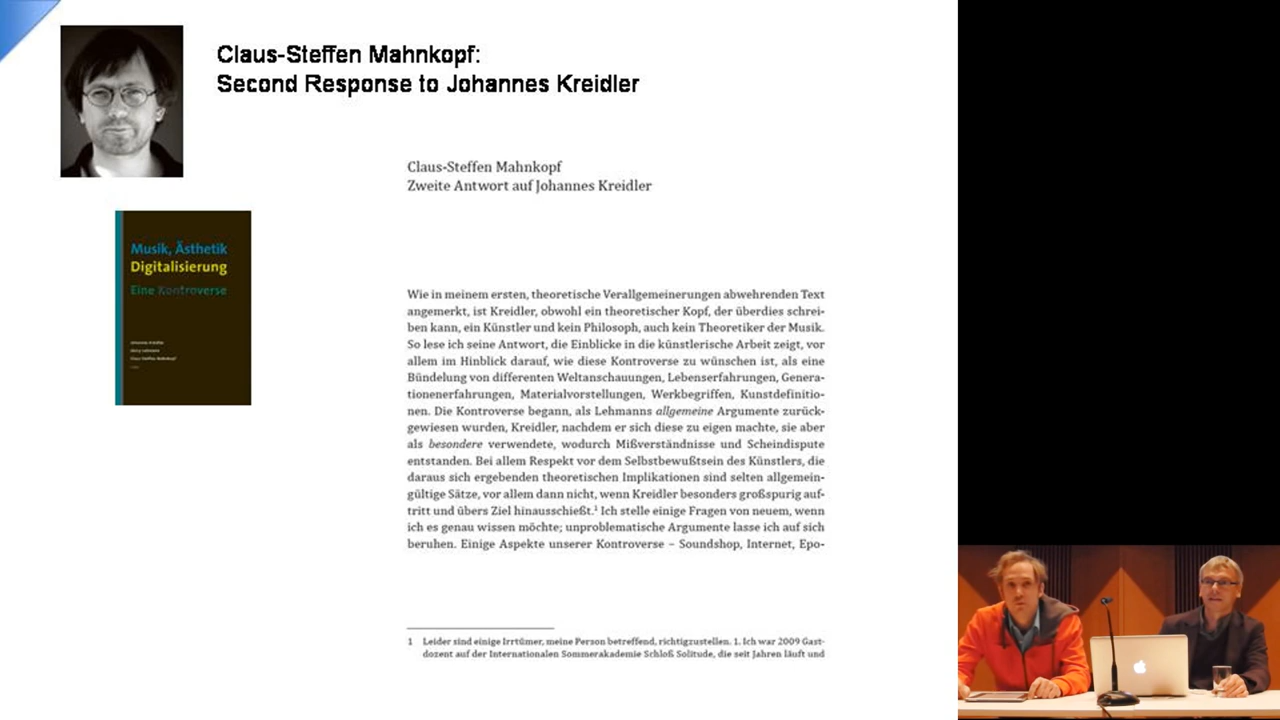 Claus-Steffen Mahnkopf:
Second Response to Johannes Kreidler
Claus-Steffen Mahnkopf
Zweite Antwort auf Johannes Kreidler
Musik, Ästhetik
Digitalisierung
Eine Kontroverse
Johannes Kreidler
Harry Lehmann
Claus-Steffen Mahnkopf
Wie in meinem ersten, theoretische Verallgemeinerungen abwehrenden Text
angemerkt, ist Kreidler, obwohl ein theoretischer Kopf, der überdies schrei-
ben kann, ein Künstler und kein Philosoph, auch kein Theoretiker der Musik.
So lese ich seine Antwort, die Einblicke in die künstlerische Arbeit zeigt, vor
allem im Hinblick darauf, wie diese Kontroverse zu wünschen ist, als eine
Bündelung von differenten Weltanschauungen, Lebenserfahrungen, Genera-
tionenerfahrungen, Materialvorstellungen, Werkbegriffen, Kunstdefinitio-
nen. Die Kontroverse begann, als Lehmanns allgemeine Argumente zurück-
gewiesen wurden, Kreidler, nachdem er sich diese zu eigen machte, sie aber
als besondere verwendete, wodurch Mißverständnisse und Scheindispute
entstanden. Bei allem Respekt vor dem Selbstbewußtsein des Künstlers, die
daraus sich ergebenden theoretischen Implikationen sind selten allgemein-
gültige Sätze, vor allem dann nicht, wenn Kreidler besonders großspurig auf-
tritt und übers Ziel hinausschießt.¹ Ich stelle einige Fragen von neuem, wenn
ich es genau wissen möchte; unproblematische Argumente lasse ich auf sich
beruhen. Einige Aspekte unserer Kontroverse – Soundshop, Internet, Epo-
1 Leider sind einige Irrtümer, meine Person betreffend, richtigzustellen. 1. Ich war 2009 Gast-
dozent auf der Internationalen Sommerakademie Schloß Solitude, die seit Jahren läuft und